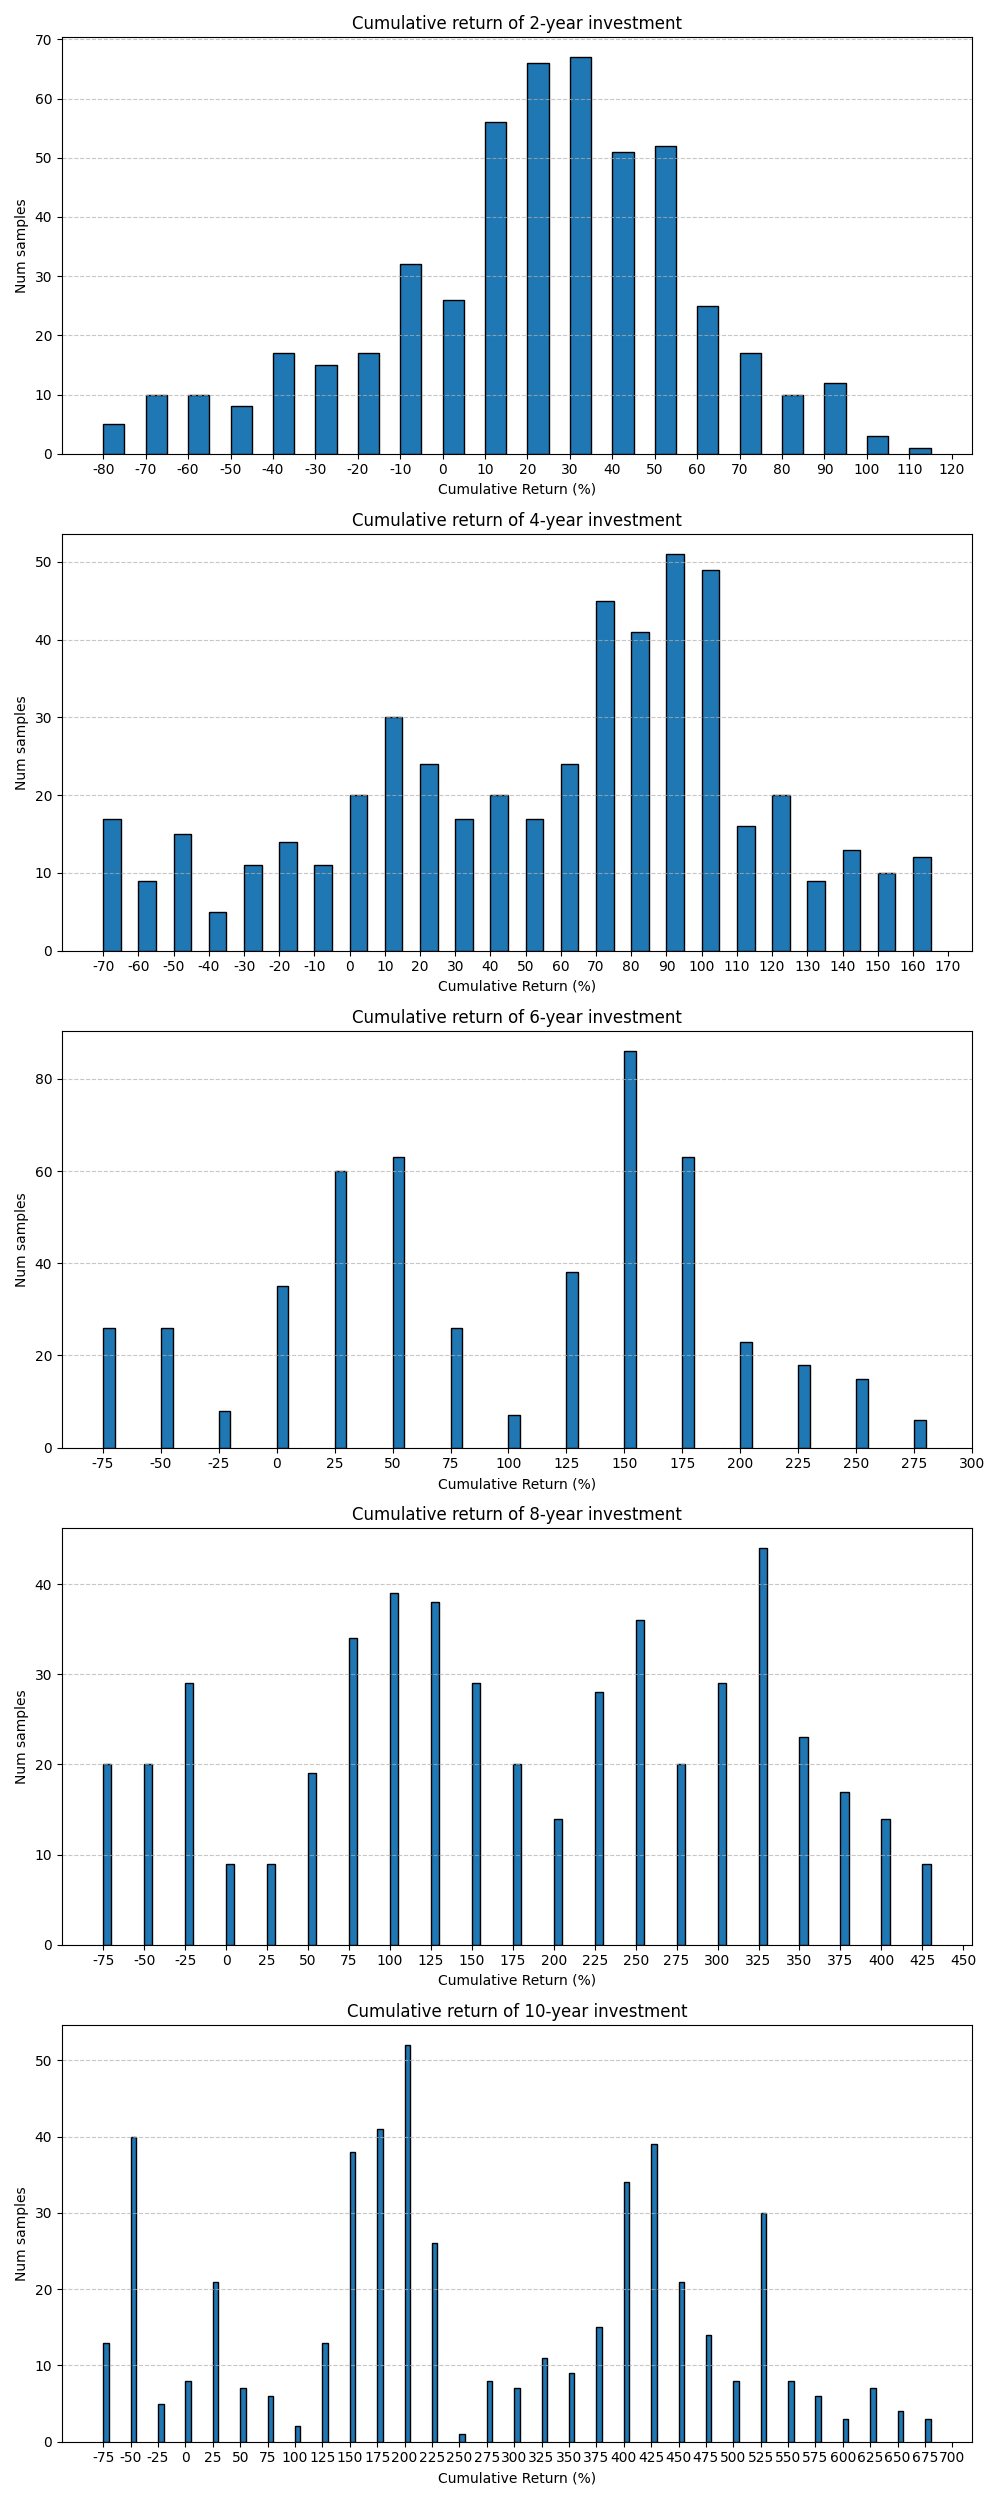 Cumulative return of 2-year investment
70
60
50
40
30
20
10
0
Num samples
-80 -70 -60 -50 -40 -30 -20 -10 0 10 20 30 40 50 60 70 80 90 100 110 120
Cumulative Return (%)
Cumulative return of 4-year investment
50
40
30
20
10
0
Num samples
-70 -60 -50 -40 -30 -20 -10 0 10 20 30 40 50 60 70 80 90 100 110 120 130 140 150 160 170
Cumulative Return (%)
Cumulative return of 6-year investment
80
60
40
20
0
Num samples
-75 -50 -25 0 25 50 75 100 125 150 175 200 225 250 275 300
Cumulative Return (%)
Cumulative return of 8-year investment
40
30
20
10
0
Num samples
-75 -50 -25 0 25 50 75 100 125 150 175 200 225 250 275 300 325 350 375 400 425 450
Cumulative Return (%)
Cumulative return of 10-year investment
50
40
30
20
10
0
Num samples
-75 -50 -25 0 25 50 75 100 125 150 175 200 225 250 275 300 325 350 375 400 425 450 475 500 525 550 575 600 625 650 675 700
Cumulative Return (%)